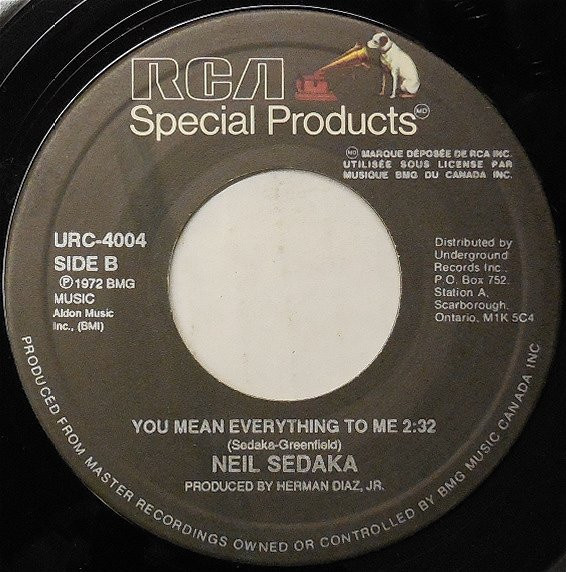 RCA
Special Products MD
MD MARQUE DÉPOSÉE DE RCA INC.
UTILISÉE SOUS LICENSE PAR
MUSIQUE BMG DU CANADA INC.
URC-4004
SIDE B
℗ 1972 BMG
MUSIC
Aldon Music
Inc., (BMI)
Distributed by
Underground
Records Inc.
P.O. Box 752.
Station A,
Scarborough.
Ontario, M1K 5C4
YOU MEAN EVERYTHING TO ME 2:32
(Sedaka-Greenfield)
NEIL SEDAKA
PRODUCED BY HERMAN DIAZ, JR.
PRODUCED FROM MASTER RECORDINGS OWNED OR CONTROLLED BY BMG MUSIC CANADA INC